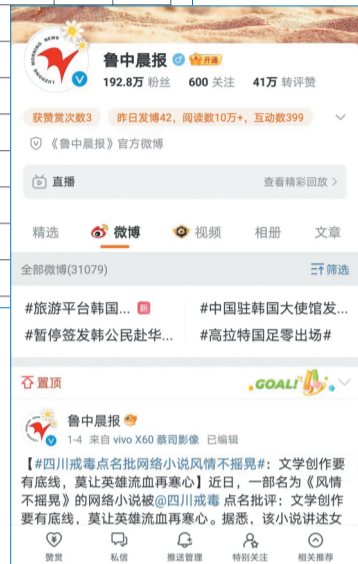 MORNING NEWS
鲁中晨报 开通
192.8万 粉丝 600 关注 41万 转评赞
获赞赏次数3 昨日发博42，阅读数10万+，互动数399
《鲁中晨报》官方微博
直播 查看精彩回放
精选 微博 视频 相册 文章
全部微博(31079) 筛选
#旅游平台韩国... 新 #中国驻韩国大使馆发...
#暂停签发韩公民赴华... #高拉特国足零出场#
置顶 GOAL!
鲁中晨报
1-4 来自 vivo X60 蔡司影像 已编辑
【#四川戒毒点名批网络小说风情不摇晃#：文学创作要
有底线，莫让英雄流血再寒心】近日，一部名为《风情
不摇晃》的网络小说被@四川戒毒 点名批评：文学创作
要有底线，莫让英雄流血再寒心。据悉，该小说讲述女
赞赏 私信 推送管理 特别关注 相关推荐